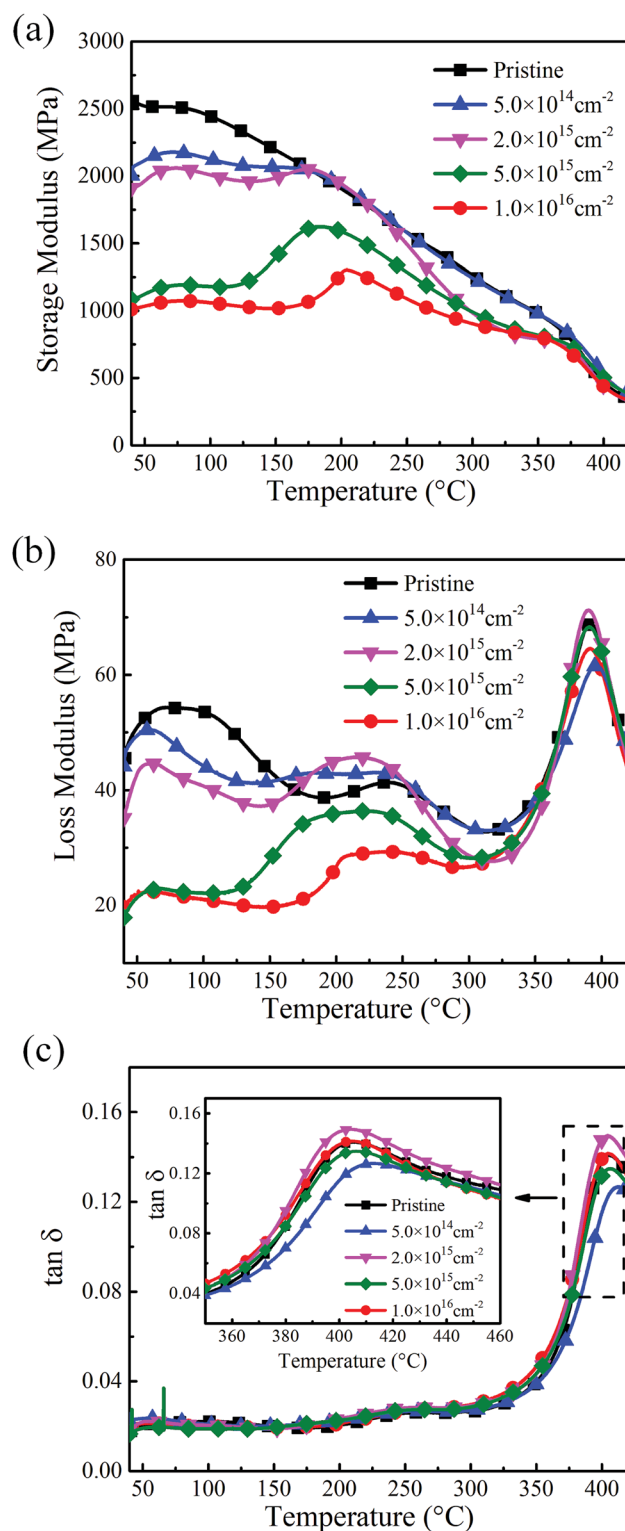 (a)
3000
2500
2000
1500
1000
500
0
Storage Modulus (MPa)
Pristine
5.0×10¹⁴cm⁻²
2.0×10¹⁵cm⁻²
5.0×10¹⁵cm⁻²
1.0×10¹⁶cm⁻²
50 100 150 200 250 300 350 400
Temperature (°C)
(b)
80
60
40
20
Loss Modulus (MPa)
Pristine
5.0×10¹⁴cm⁻²
2.0×10¹⁵cm⁻²
5.0×10¹⁵cm⁻²
1.0×10¹⁶cm⁻²
50 100 150 200 250 300 350 400
Temperature (°C)
(c)
0.16
0.12
0.08
0.04
0.00
tan δ
0.16
0.12
0.08
0.04
tan δ
Pristine
5.0×10¹⁴cm⁻²
2.0×10¹⁵cm⁻²
5.0×10¹⁵cm⁻²
1.0×10¹⁶cm⁻²
360 380 400 420 440 460
Temperature (°C)
50 100 150 200 250 300 350 400
Temperature (°C)